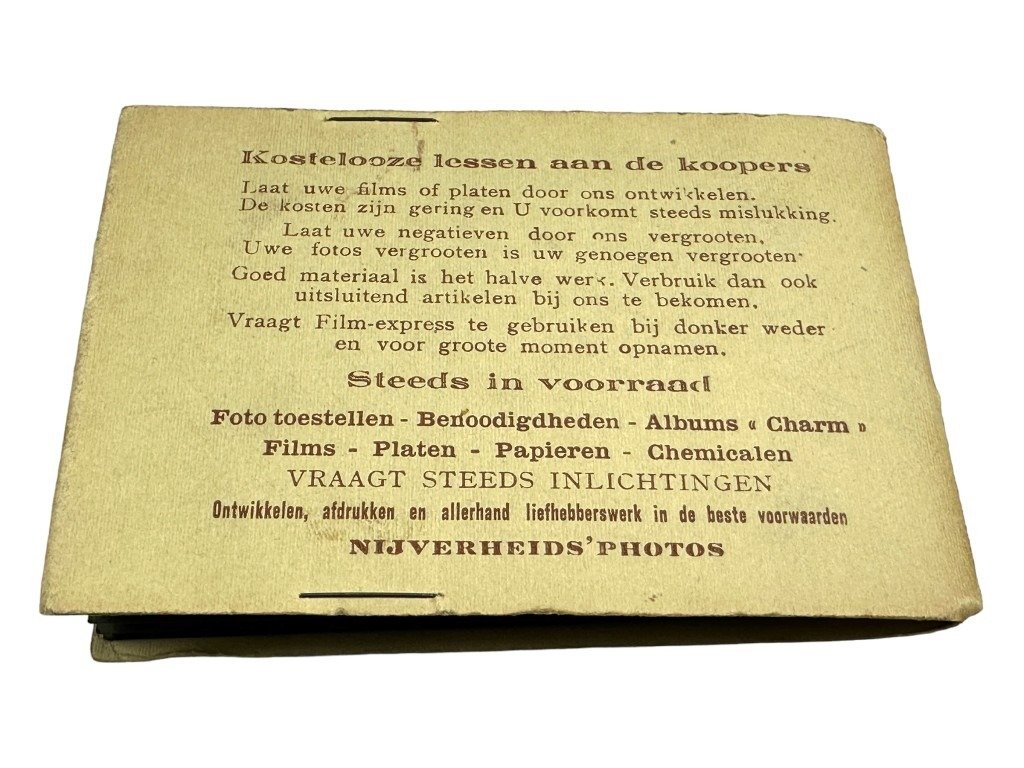 Kostelooze lessen aan de koopers
Laat uwe films of platen door ons ontwikkelen.
De kosten zijn gering en U voorkomt steeds mislukking.
Laat uwe negatieven door ons vergrooten.
Uwe fotos vergrooten is uw genoegen vergrooten.
Goed materiaal is het halve werk. Verbruik dan ook
uitsluitend artikelen bij ons te bekomen.
Vraagt Film-express te gebruiken bij donker weder
en voor groote moment opnamen.
Steeds in voorraad
Foto toestellen - Benoodigdheden - Albums « Charm »
Films - Platen - Papieren - Chemicalen
VRAAGT STEEDS INLICHTINGEN
Ontwikkelen, afdrukken en allerhand liefhebberswerk in de beste voorwaarden
NIJVERHEIDS'PHOTOS